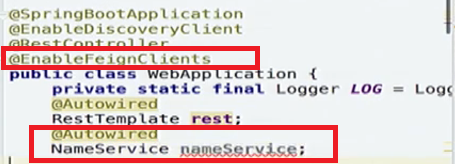 @SpringBootApplication
@EnableDiscoveryClient
@RestController
@EnableFeignClients
public class WebApplication {
private static final Logger LOG = Logg
@Autowired
RestTemplate rest;
@Autowired
NameService nameService;